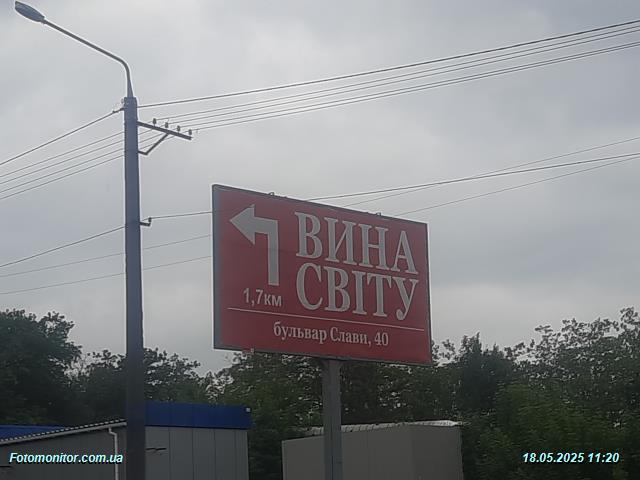 ВИНА
СВІТУ
1,7км
бульвар Слави, 40
Fotomonitor.com.ua
18.05.2025 11:20